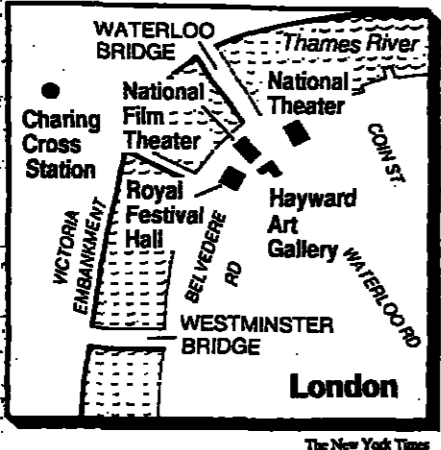 WATERLOO
BRIDGE
Thames River
National
Film
Theater
National
Theater
Charing
Cross
Station
COIN ST.
Royal
Festival
Hall
Hayward
Art
Gallery
VICTORIA
EMBANKMENT
BELVEDERE
RD
WATERLOO RD
WESTMINSTER
BRIDGE
London
The New York Times